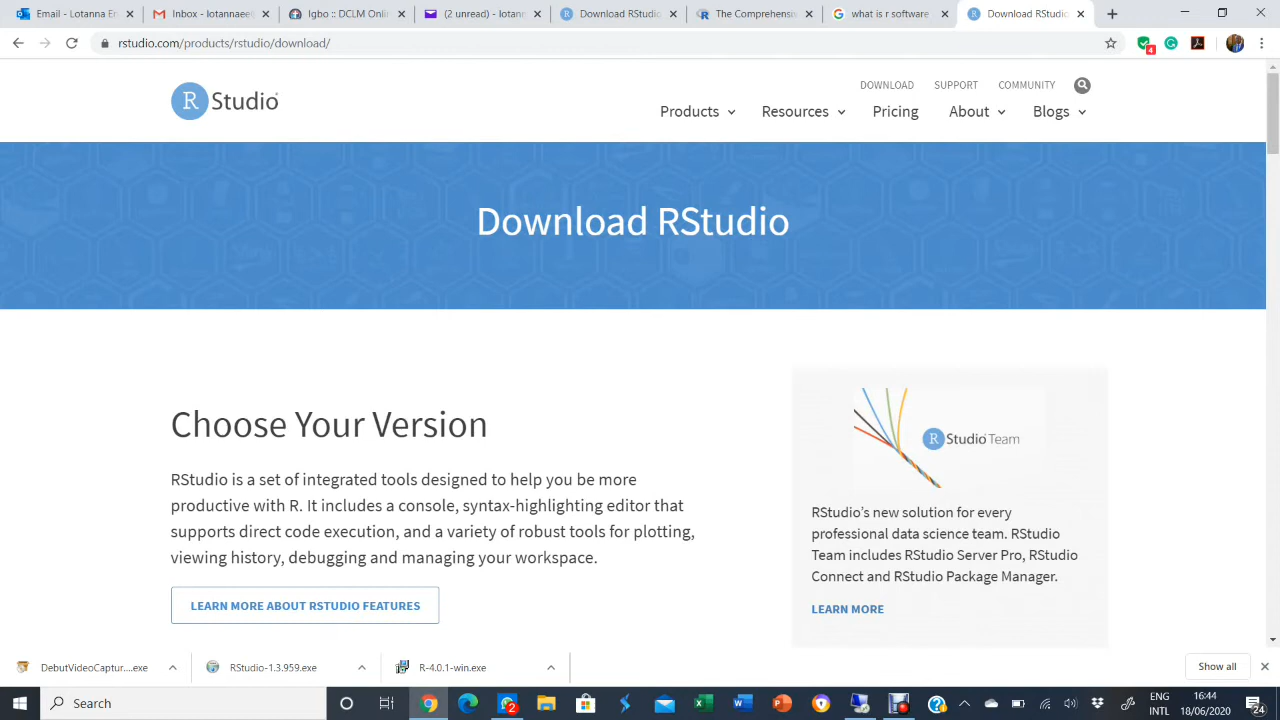 Email - Lotanna E
Inbox - lotannaee
Igbo :: DCLM Onli
(2 unread) - lotann
Download RStudio
Comprehensiv
what is r software
Download RStudio
rstudio.com/products/rstudio/download/
4
R Studio
DOWNLOAD SUPPORT COMMUNITY
Products Resources Pricing About Blogs
Download RStudio
Choose Your Version
RStudio is a set of integrated tools designed to help you be more
productive with R. It includes a console, syntax-highlighting editor that
supports direct code execution, and a variety of robust tools for plotting,
viewing history, debugging and managing your workspace.
LEARN MORE ABOUT RSTUDIO FEATURES
R Studio Team
RStudio's new solution for every
professional data science team. RStudio
Team includes RStudio Server Pro, RStudio
Connect and RStudio Package Manager.
LEARN MORE
DebutVideoCaptur....exe
RStudio-1.3.959.exe
R-4.0.1-win.exe
Show all
Search
2
ENG
INTL
16:44
18/06/2020
24